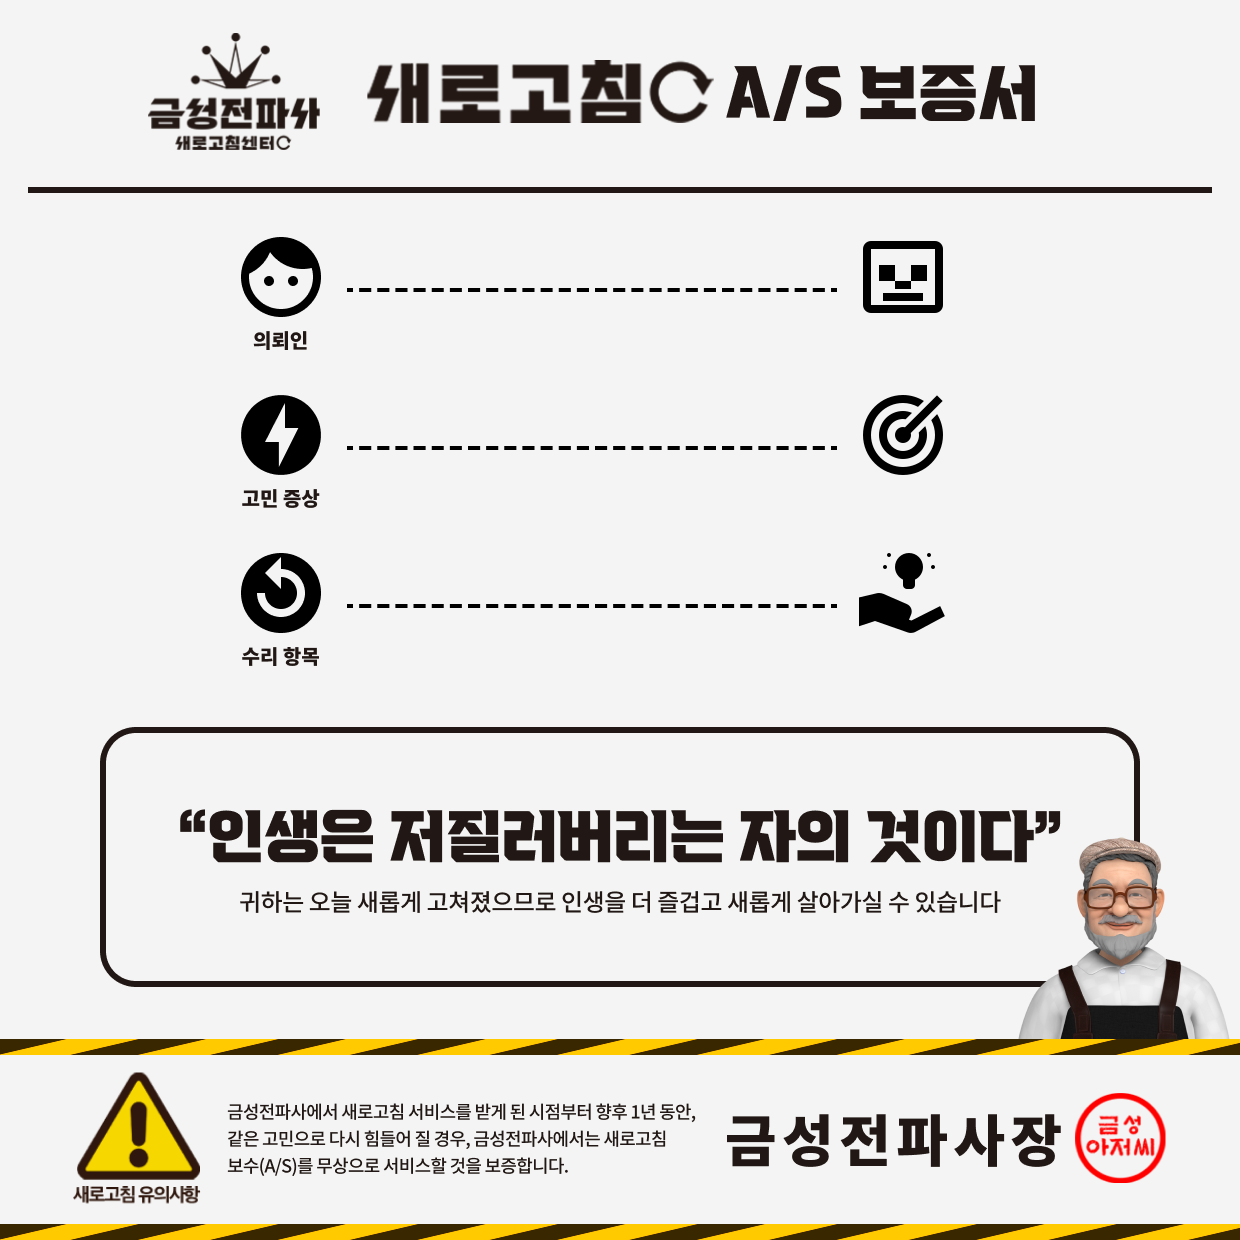 금성전파사
새로고침센터
새로고침 A/S 보증서
의뢰인
고민 증상
수리 항목
“인생은 저질러버리는 자의 것이다”
귀하는 오늘 새롭게 고쳐졌으므로 인생을 더 즐겁고 새롭게 살아가실 수 있습니다
금성전파사에서 새로고침 서비스를 받게 된 시점부터 향후 1년 동안,
같은 고민으로 다시 힘들어 질 경우, 금성전파사에서는 새로고침
보수(A/S)를 무상으로 서비스할 것을 보증합니다.
새로고침 유의사항
금성전파사장
금성
아저씨